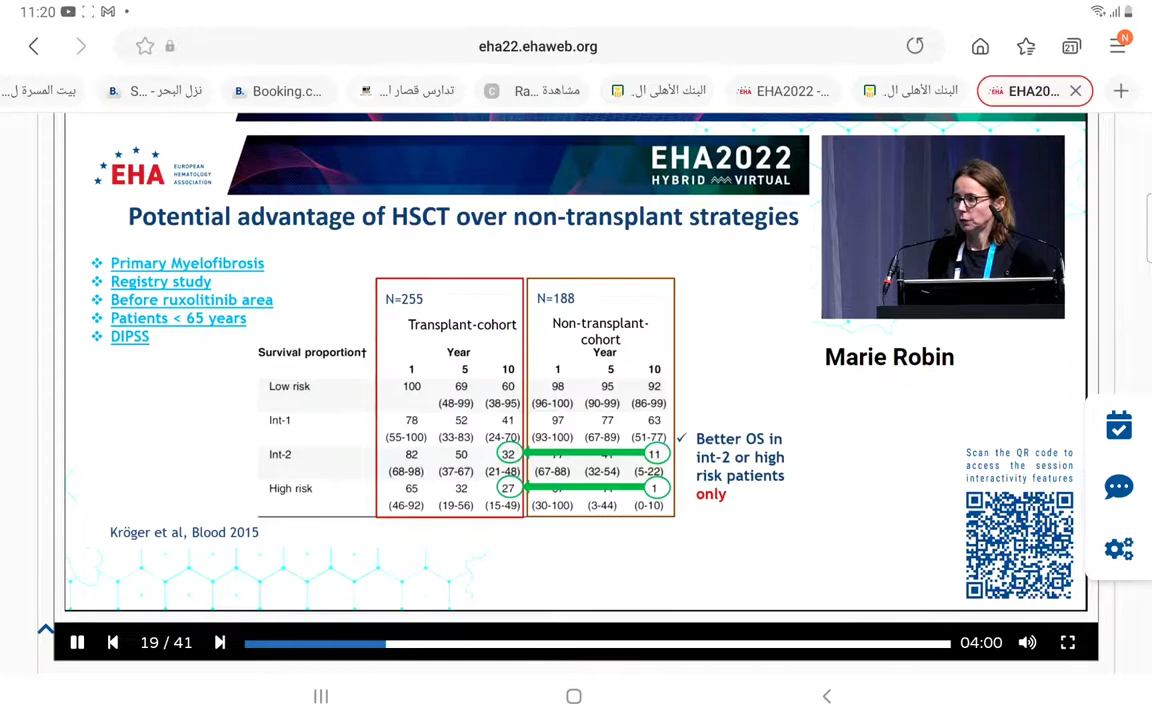 11:20
eha22.ehaweb.org
21
N
بيت المسرة ل...
B. S... - نزل البحر
B. Booking.c...
تدارس قصار ا...
C Ra... مشاهدة
البنك الأهلى ال...
EHA EHA2022 -...
البنك الأهلى ال...
EHA EHA20...
EHA EUROPEAN HEMATOLOGY ASSOCIATION
EHA2022
HYBRID VIRTUAL
Potential advantage of HSCT over non-transplant strategies
Primary Myelofibrosis
Registry study
Before ruxolitinib area
Patients < 65 years
DIPSS
N=255 N=188
Transplant-cohort Non-transplant-
cohort
Survival proportion† Year Year
1 5 10 1 5 10
Low risk 100 69 60 98 95 92
(48-99) (38-95) (96-100) (90-99) (86-99)
Int-1 78 52 41 97 77 63
(55-100) (33-83) (24-70) (93-100) (67-89) (51-77)
Int-2 82 50 32 11
(68-98) (37-67) (21-48) (67-88) (32-54) (5-22)
High risk 65 32 27 1
(46-92) (19-56) (15-49) (30-100) (3-44) (0-10)
✓ Better OS in
int-2 or high
risk patients
only
Kröger et al, Blood 2015
Marie Robin
Scan the QR code to
access the session
interactivity features
19 / 41
04:00